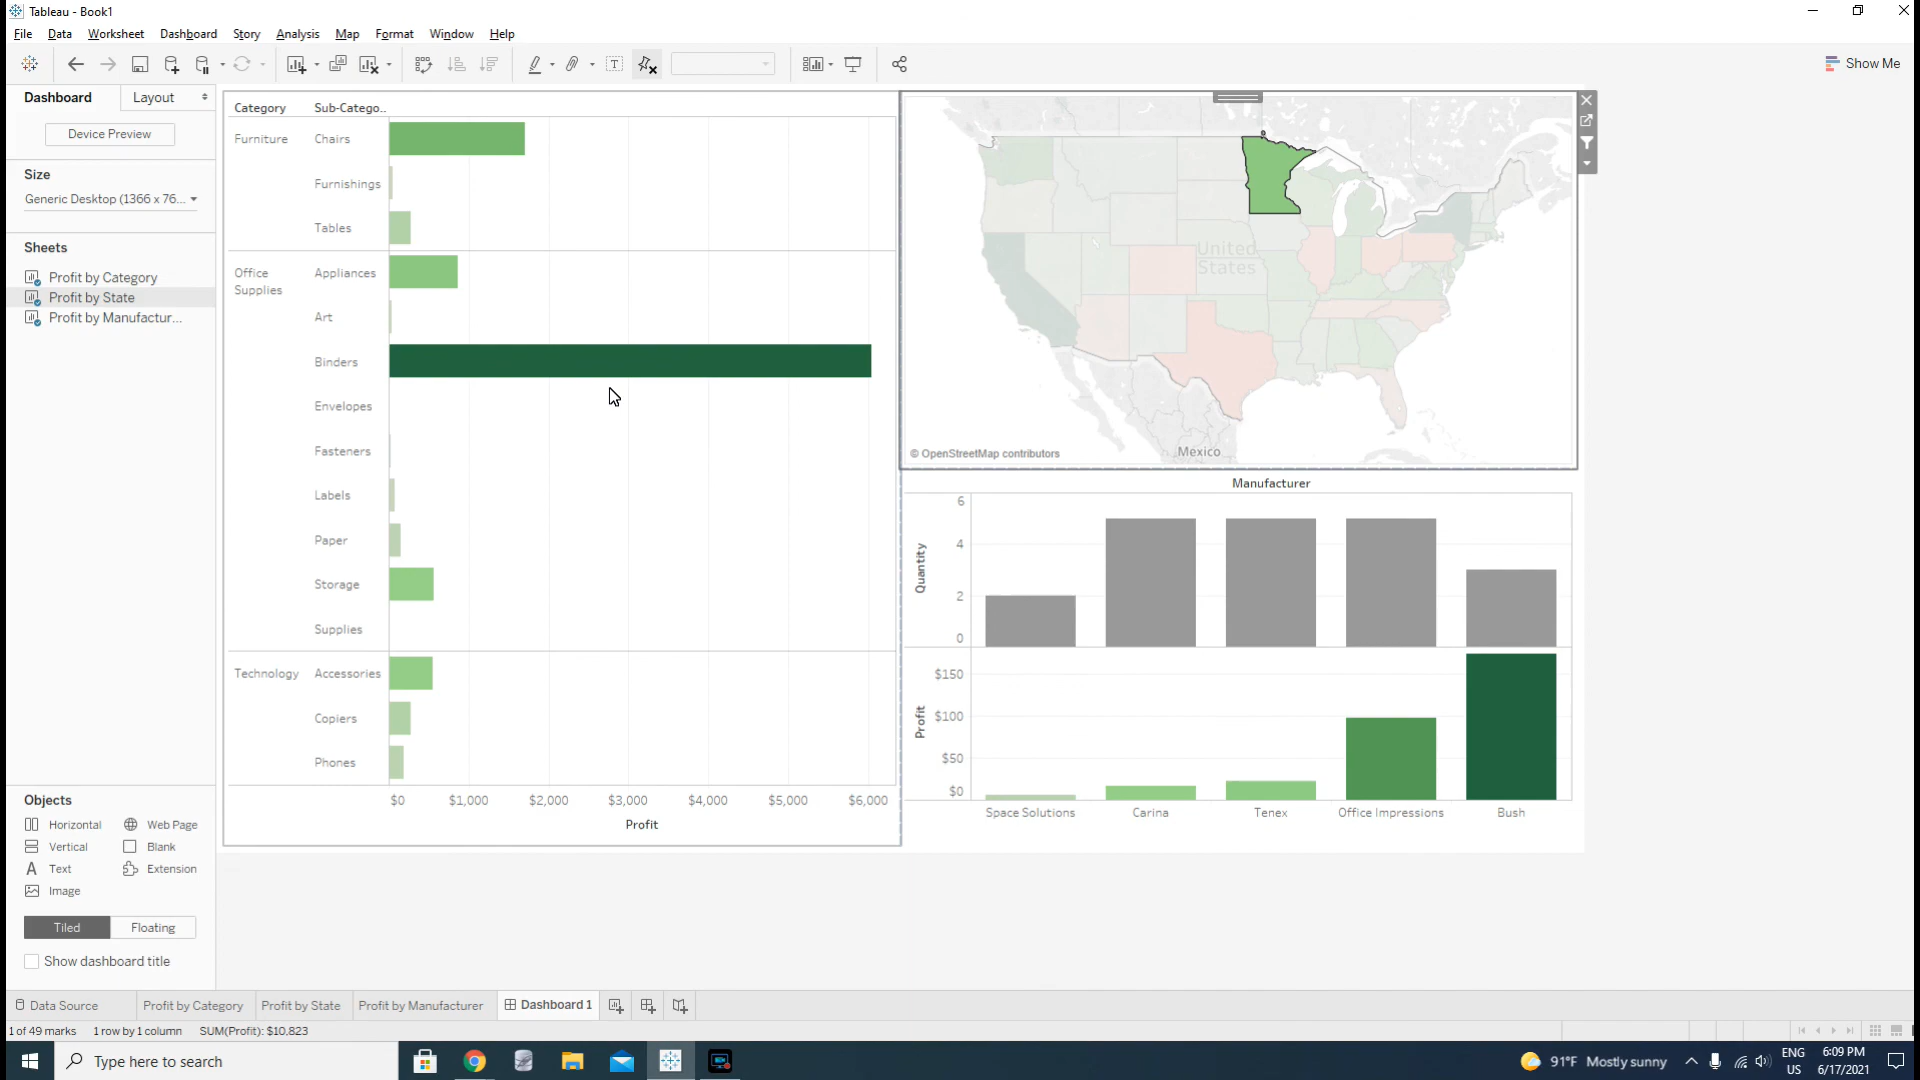 Tableau - Book1
File Data Worksheet Dashboard Story Analysis Map Format Window Help
Show Me
Dashboard Layout
Device Preview
Size
Generic Desktop (1366 x 76...
Sheets
Profit by Category
Profit by State
Profit by Manufactur...
Objects
Horizontal Web Page
Vertical Blank
Text Extension
Image
Tiled Floating
Show dashboard title
Category Sub-Catego..
Furniture Chairs
Furnishings
Tables
Office Supplies Appliances
Art
Binders
Envelopes
Fasteners
Labels
Paper
Storage
Supplies
Technology Accessories
Copiers
Phones
$0 $1,000 $2,000 $3,000 $4,000 $5,000 $6,000
Profit
United
States
Mexico
© OpenStreetMap contributors
Manufacturer
Quantity
6
4
2
0
Profit
$150
$100
$50
$0
Space Solutions Carina Tenex Office Impressions Bush
Data Source Profit by Category Profit by State Profit by Manufacturer Dashboard 1
1 of 49 marks 1 row by 1 column SUM(Profit): $10,823
Type here to search
91°F Mostly sunny
ENG
US
6:09 PM
6/17/2021